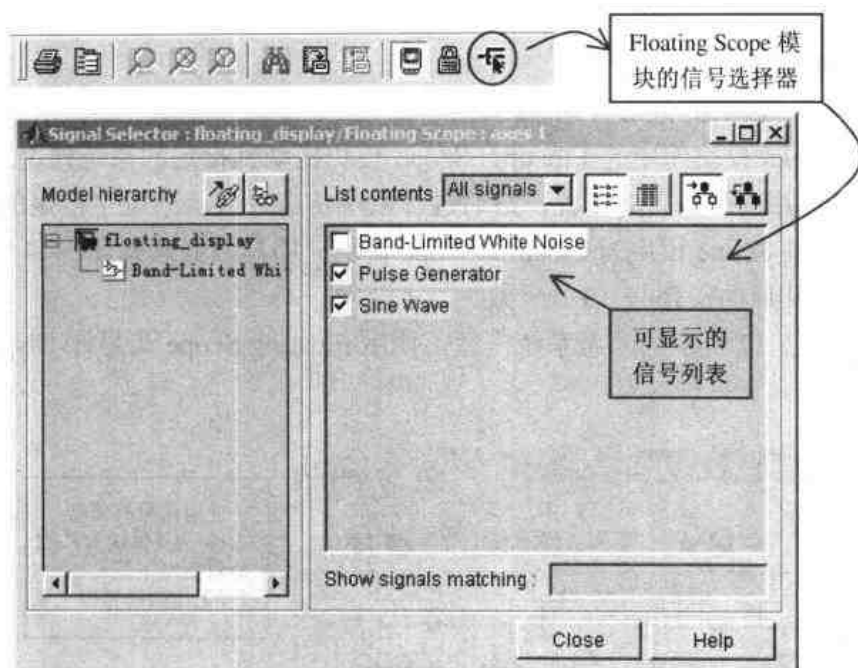 Floating Scope 模
块的信号选择器
Signal Selector : floating_display/Floating Scope : axes 1
Model hierarchy
List contents All signals
floating_display
Band-Limited Whi
Band-Limited White Noise
Pulse Generator
Sine Wave
可显示的
信号列表
Show signals matching :
Close
Help